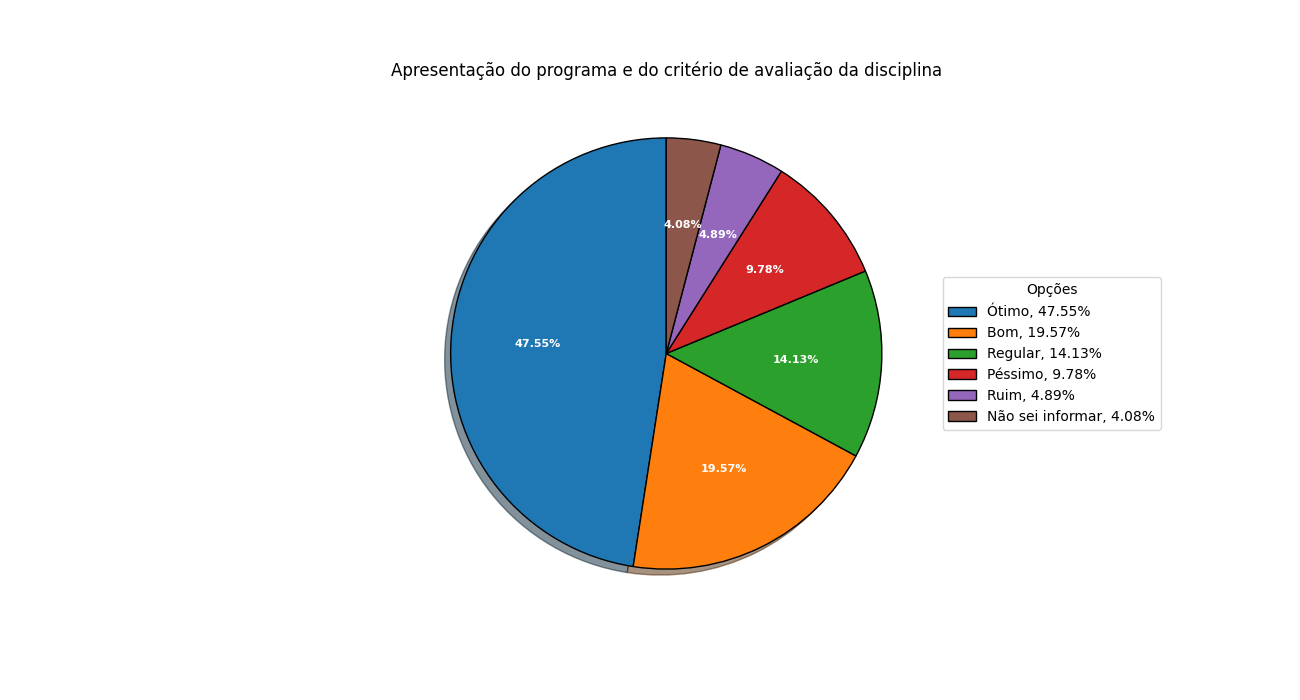 Apresentação do programa e do critério de avaliação da disciplina
4.08%
4.89%
9.78%
47.55%
14.13%
19.57%
Opções
Ótimo, 47.55%
Bom, 19.57%
Regular, 14.13%
Péssimo, 9.78%
Ruim, 4.89%
Não sei informar, 4.08%